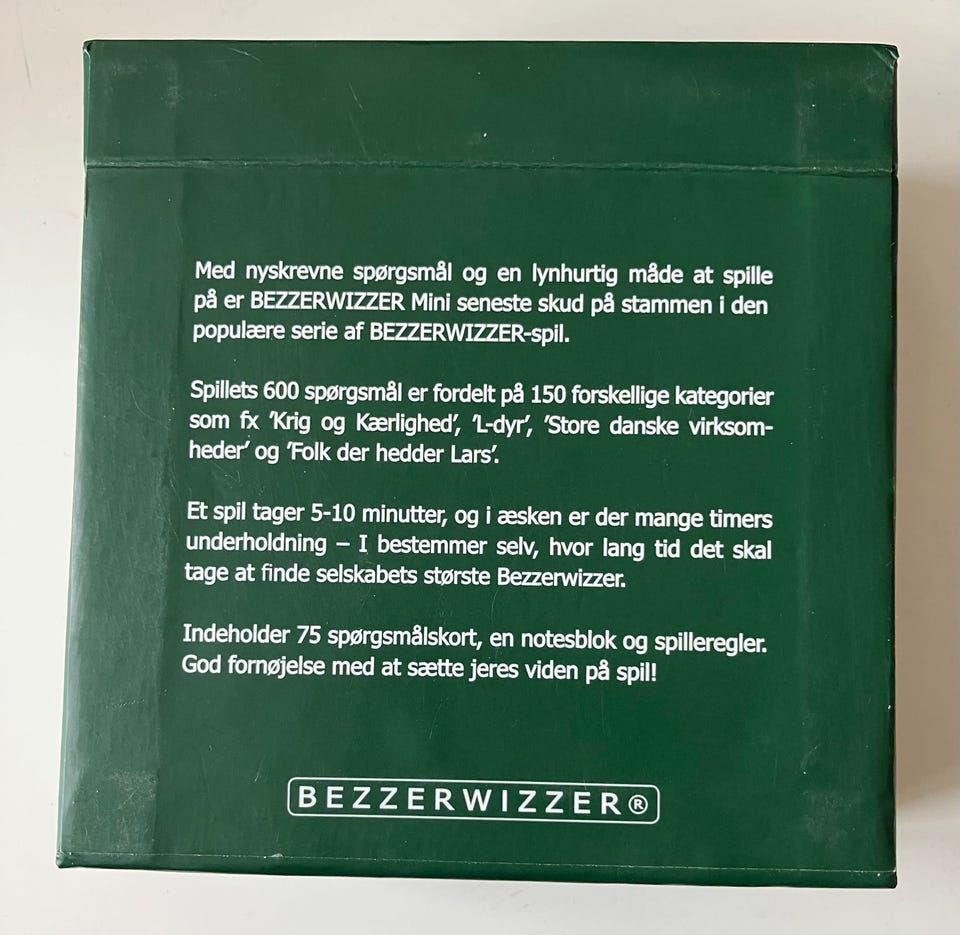 Med nyskrevne spørgsmål og en lynhurtig måde at spille
på er BEZZERWIZZER Mini seneste skud på stammen i den
populære serie af BEZZERWIZZER-spil.
Spillets 600 spørgsmål er fordelt på 150 forskellige kategorier
som fx 'Krig og Kærlighed', 'L-dyr', 'Store danske virksom-
heder' og 'Folk der hedder Lars'.
Et spil tager 5-10 minutter, og i æsken er der mange timers
underholdning – I bestemmer selv, hvor lang tid det skal
tage at finde selskabets største Bezzerwizzer.
Indeholder 75 spørgsmålskort, en notesblok og spilleregler.
God fornøjelse med at sætte jeres viden på spil!
BEZZERWIZZER®